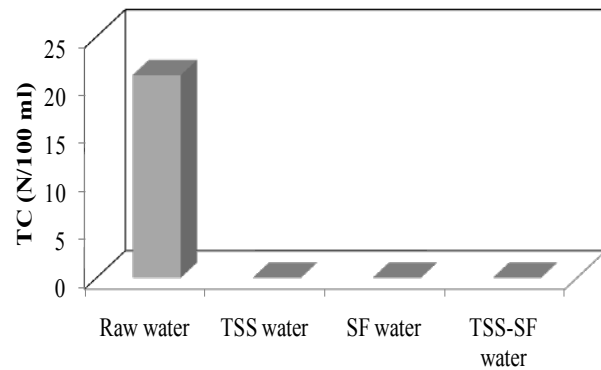 TC (N/100 ml)
25
20
15
10
5
0
Raw water
TSS water
SF water
TSS-SF
water